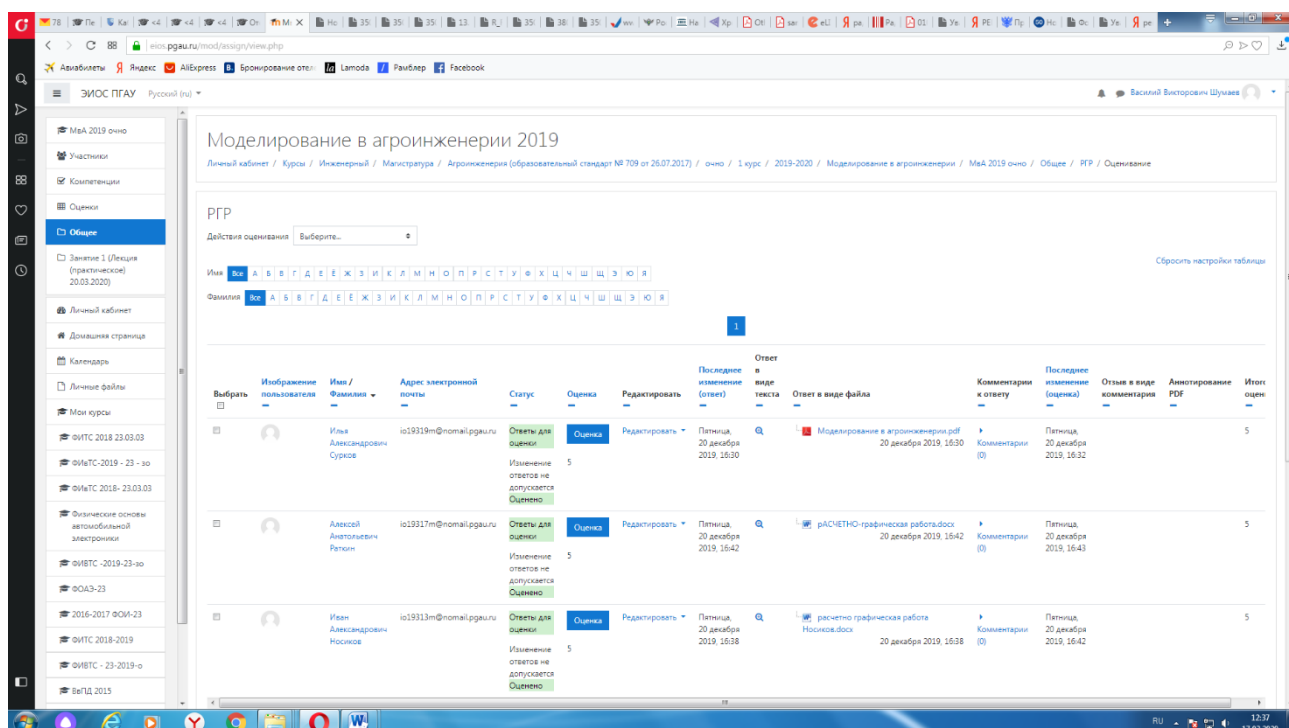 eios.pgau.ru/mod/assign/view.php
Авиабилеты Яндекс AliExpress Бронирование отел Lamoda Рамблер Facebook
ЭИОС ПГАУ Русский (ru)
Василий Викторович Шумаев
МвА 2019 очно
Участники
Компетенции
Оценки
Общее
Занятие 1 (Лекция
(практическое)
20.03.2020)
Личный кабинет
Домашняя страница
Календарь
Личные файлы
Мои курсы
ФИТС 2018 23.03.03
ФИвТС-2019 - 23 - зо
ФИвТС 2018- 23.03.03
Физические основы
автомобильной
электроники
ФИВТС -2019-23-зо
ФОАЭ-23
2016-2017 ФОИ-23
ФИТС 2018-2019
ФИВТС - 23-2019-о
ВвПД 2015
Моделирование в агроинженерии 2019
Личный кабинет / Курсы / Инженерный / Магистратура / Агроинженерия (образовательный стандарт № 709 от 26.07.2017) / очно / 1 курс / 2019-2020 / Моделирование в агроинженерии / МвА 2019 очно / Общее / РГР / Оценивание
РГР
Действия оценивания Выберите...
Сбросить настройки таблицы
Имя Все А Б В Г Д Е Ё Ж З И К Л М Н О П Р С Т У Ф Х Ц Ч Ш Щ Э Ю Я
Фамилия Все А Б В Г Д Е Ё Ж З И К Л М Н О П Р С Т У Ф Х Ц Ч Ш Щ Э Ю Я
1
Выбрать
Изображение
пользователя
Имя /
Фамилия
Адрес электронной
почты
Статус
Оценка
Редактировать
Последнее
изменение
(ответ)
Ответ
в
виде
текста
Ответ в виде файла
Комментарии
к ответу
Последнее
изменение
(оценка)
Отзыв в виде
комментария
Аннотирование
PDF
Илья
Александрович
Сурков
io19319m@nomail.pgau.ru
Ответы для
оценки
Изменение
ответов не
допускается
Оценено
Оценка
5
Редактировать
Пятница,
20 декабря
2019, 16:30
Моделирование в агроинженерии.pdf
20 декабря 2019, 16:30
Комментарии
(0)
Пятница,
20 декабря
2019, 16:32
5
Алексей
Анатольевич
Раткин
io19317m@nomail.pgau.ru
Ответы для
оценки
Изменение
ответов не
допускается
Оценено
Оценка
5
Редактировать
Пятница,
20 декабря
2019, 16:42
рАСЧЕТНО-графическая работа.docx
20 декабря 2019, 16:42
Комментарии
(0)
Пятница,
20 декабря
2019, 16:43
5
Иван
Александрович
Носиков
io19313m@nomail.pgau.ru
Ответы для
оценки
Изменение
ответов не
допускается
Оценено
Оценка
5
Редактировать
Пятница,
20 декабря
2019, 16:38
расчетно графическая работа
Носиков.docx
20 декабря 2019, 16:38
Комментарии
(0)
Пятница,
20 декабря
2019, 16:42
5
RU
12:37